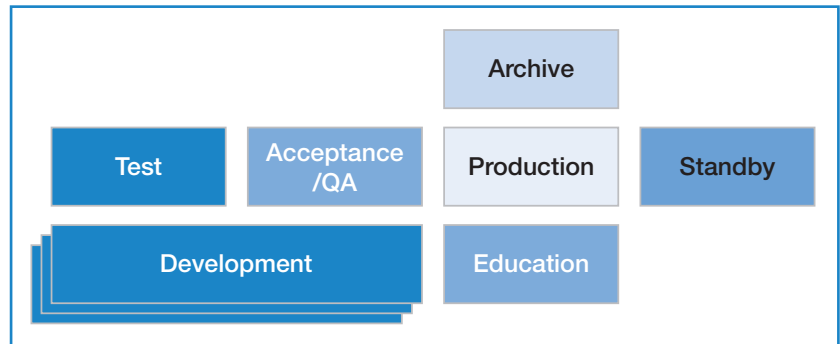 Archive
Test
Acceptance
/QA
Production
Standby
Development
Education